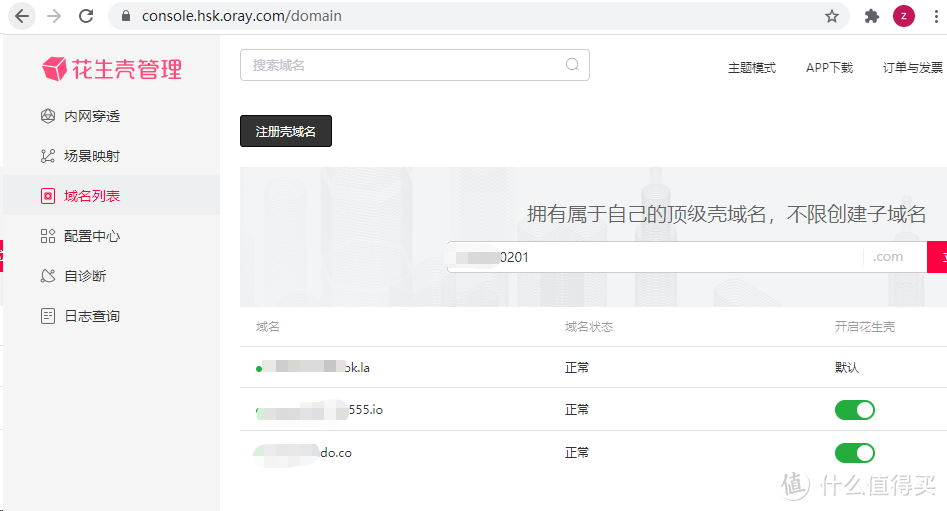 console.hsk.oray.com/domain
z
花生壳管理
搜索域名
主题模式 APP下载 订单与发票
内网穿透
场景映射
域名列表
配置中心
自诊断
日志查询
注册壳域名
拥有属于自己的顶级壳域名，不限创建子域名
0201 .com
域名 域名状态 开启花生壳
ok.la 正常 默认
555.io 正常
do.co 正常
值 什么值得买